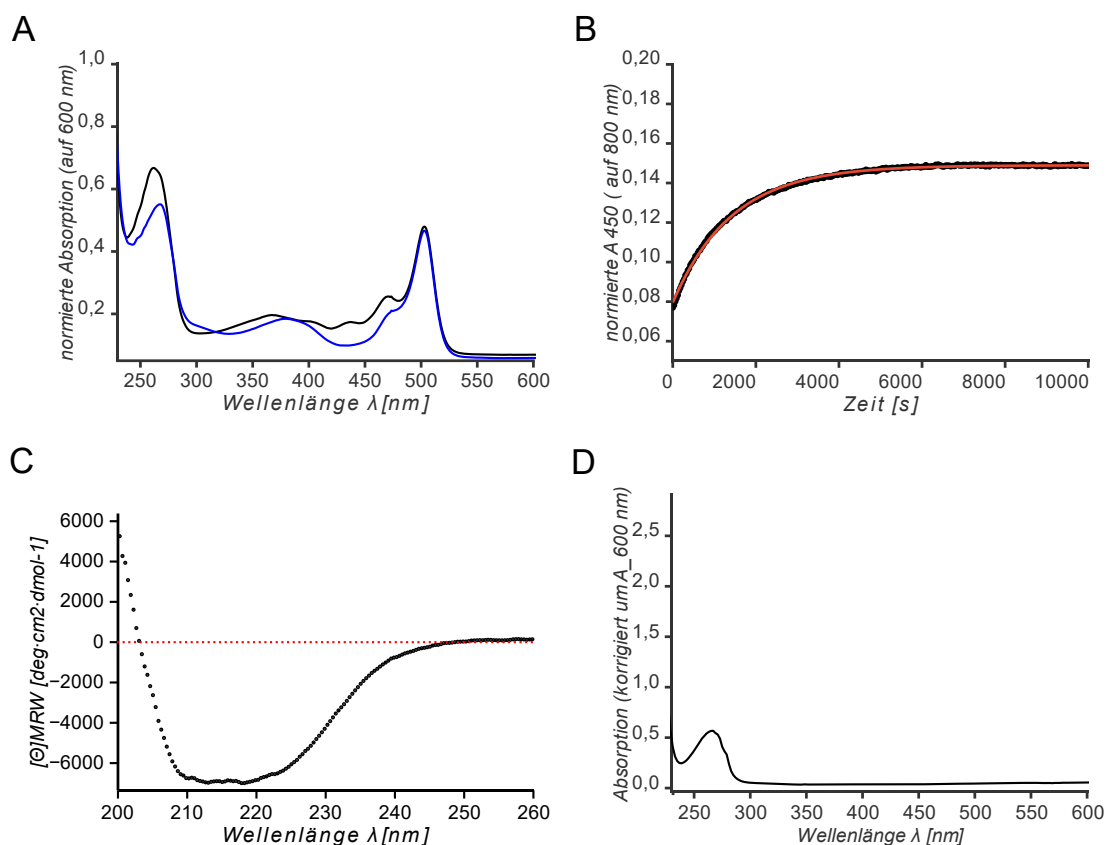 A
normierte Absorption (auf 600 nm)
1,0
0,8
0,6
0,4
0,2
250 300 350 400 450 500 550 600
Wellenlänge λ[nm]
B
normierte A 450 ( auf 800 nm)
0,20
0,18
0,16
0,14
0,12
0,10
0,08
0,06
0 2000 4000 6000 8000 10000
Zeit [s]
C
[Θ]MRW [deg·cm2·dmol-1]
6000
4000
2000
0
−2000
−4000
−6000
200 210 220 230 240 250 260
Wellenlänge λ[nm]
D
Absorption (korrigiert um A_600 nm)
2,5
2,0
1,5
1,0
0,5
0,0
250 300 350 400 450 500 550 600
Wellenlänge λ [nm]